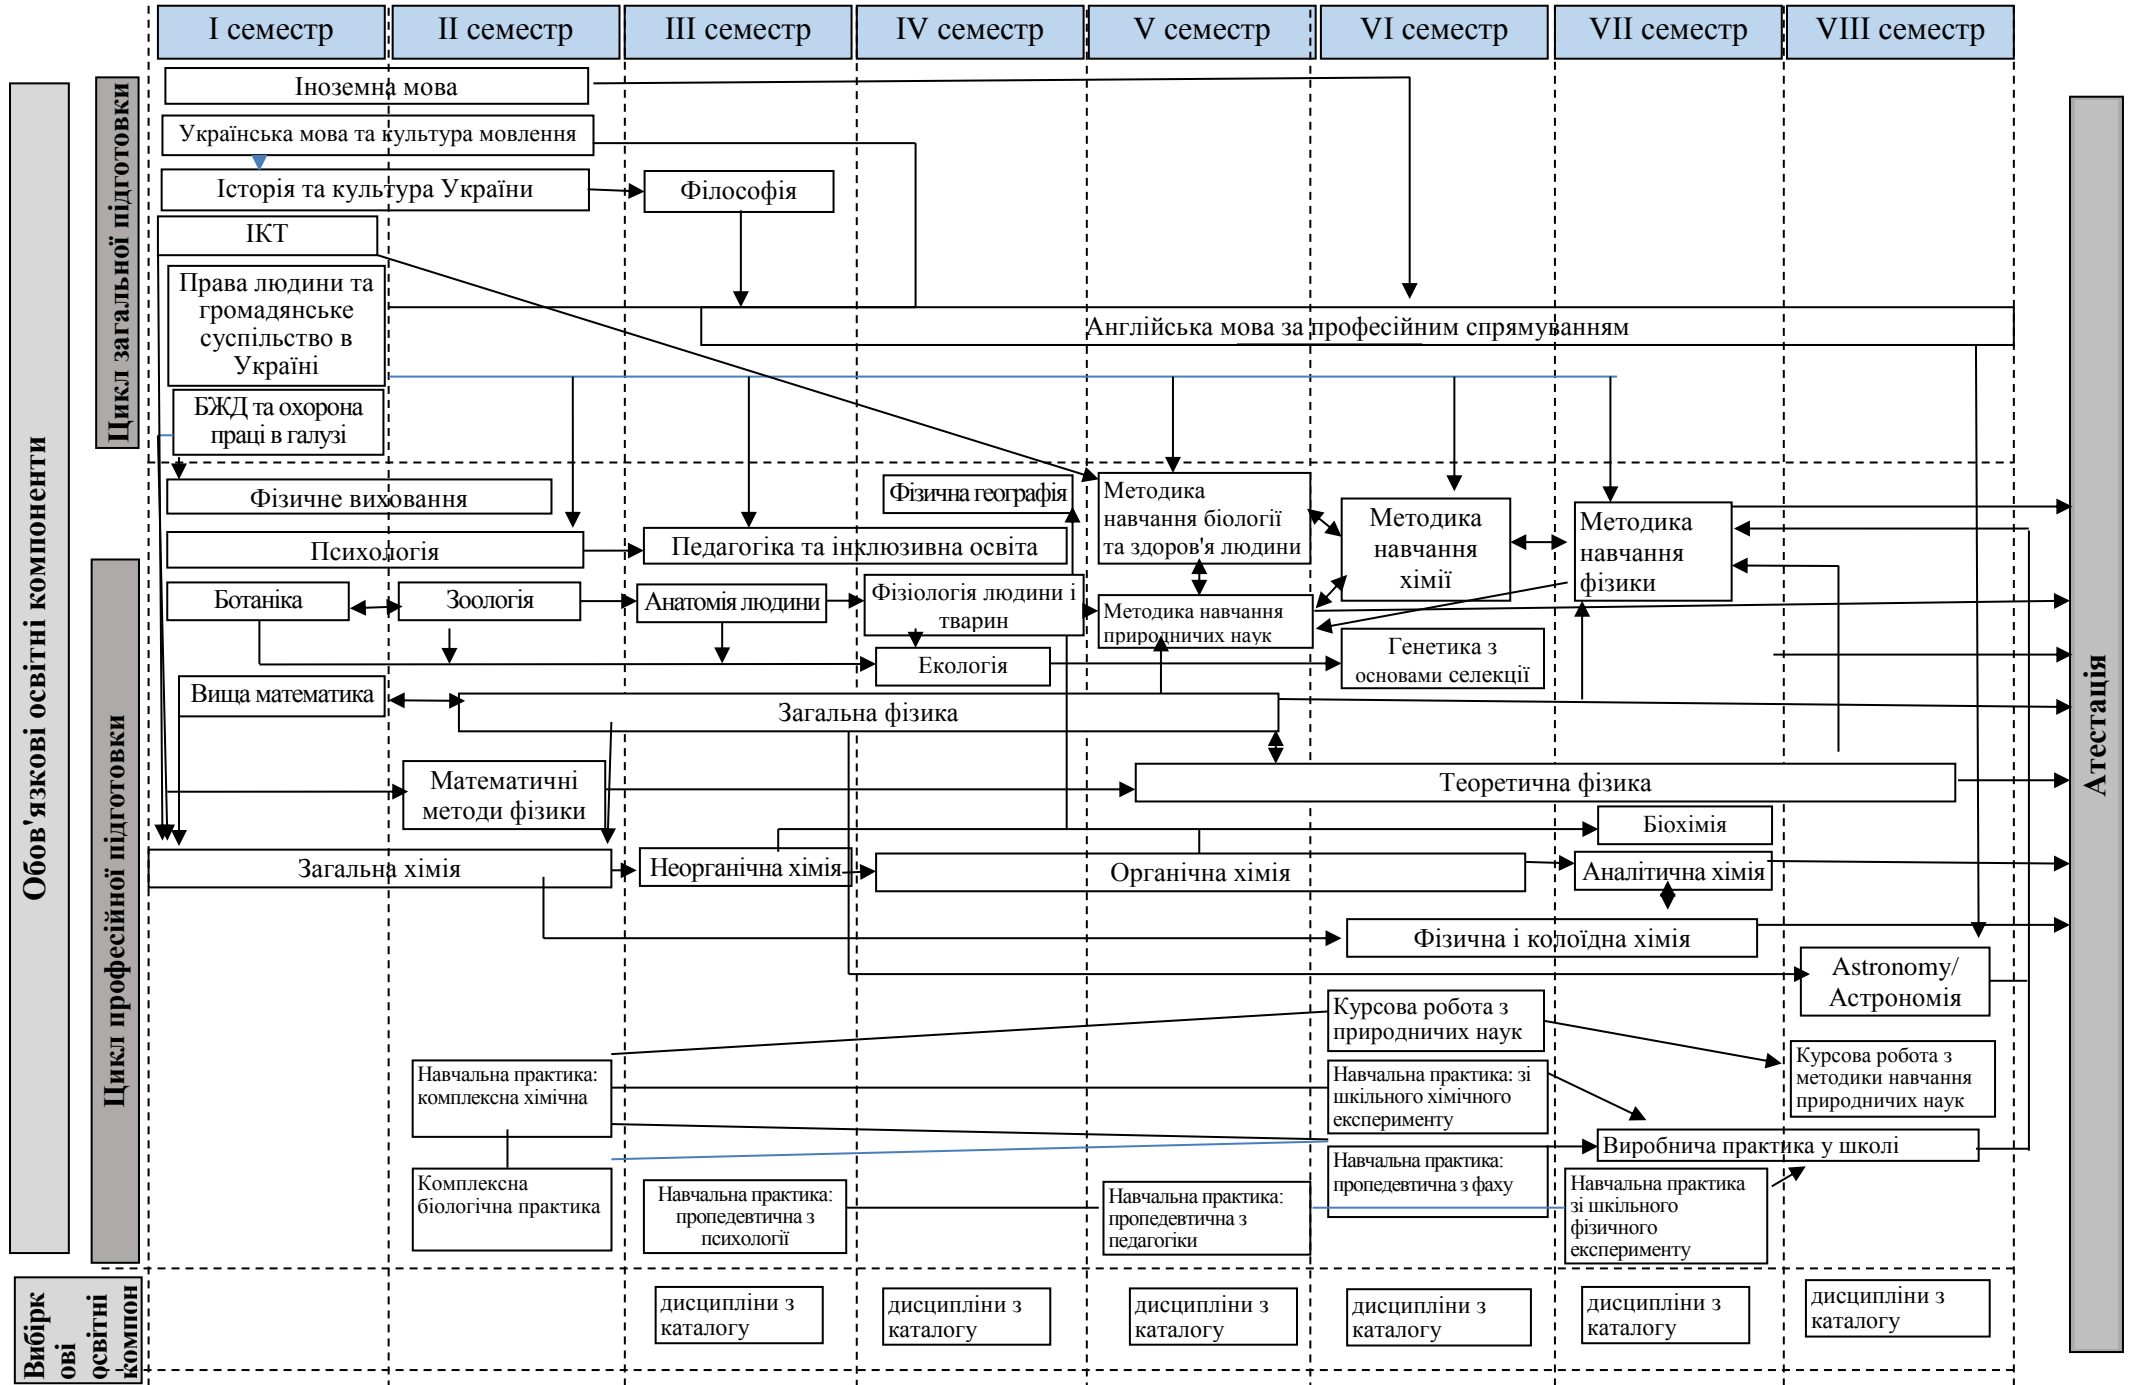 I семестр
II семестр
III семестр
IV семестр
V семестр
VI семестр
VII семестр
VIII семестр
Обов'язкові освітні компоненти
Цикл загальної підготовки
Іноземна мова
Українська мова та культура мовлення
Історія та культура України
Філософія
ІКТ
Права людини та
громадянське
суспільство в
Україні
Англійська мова за професійним спрямуванням
БЖД та охорона
праці в галузі
Цикл професійної підготовки
Фізичне виховання
Фізична географія
Методика
навчання біології
та здоров'я людини
Методика
навчання
хімії
Методика
навчання
фізики
Психологія
Педагогіка та інклюзивна освіта
Ботаніка
Зоологія
Анатомія людини
Фізіологія людини і
тварин
Методика навчання
природничих наук
Екологія
Генетика з
основами селекції
Вища математика
Загальна фізика
Математичні
методи фізики
Теоретична фізика
Біохімія
Загальна хімія
Неорганічна хімія
Органічна хімія
Аналітична хімія
Фізична і колоїдна хімія
Astronomy/
Астрономія
Курсова робота з
природничих наук
Курсова робота з
методики навчання
природничих наук
Навчальна практика:
комплексна хімічна
Навчальна практика: зі
шкільного хімічного
експерименту
Виробнича практика у школі
Комплексна
біологічна практика
Навчальна практика:
пропедевтична з
психології
Навчальна практика:
пропедевтична з
педагогіки
Навчальна практика:
пропедевтична з фаху
Навчальна практика
зі шкільного
фізичного
експерименту
Атестація
Вибірк
ові
освітні
компон
дисципліни з
каталогу
дисципліни з
каталогу
дисципліни з
каталогу
дисципліни з
каталогу
дисципліни з
каталогу
дисципліни з
каталогу